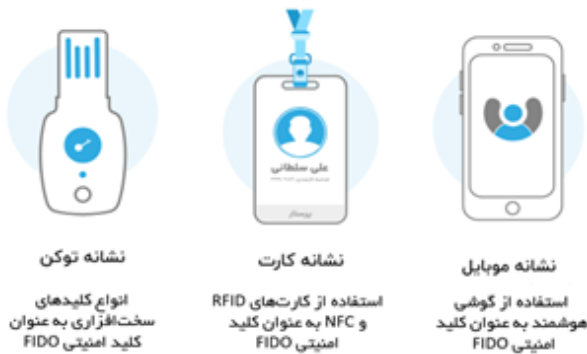 نشانه موبایل
استفاده از گوشی
هوشمند به عنوان کلید
امنیتی FIDO
علی سلطانی
پرستار
نشانه کارت
استفاده از کارت‌های RFID
و NFC به عنوان کلید
امنیتی FIDO
نشانه توکن
انواع کلیدهای
سخت‌افزاری به عنوان
کلید امنیتی FIDO